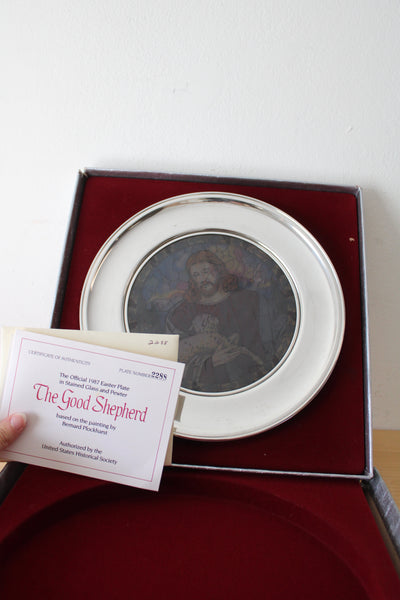 2288
CERTIFICATE OF AUTHENTICITY PLATE NUMBER 2288
The Official 1987 Easter Plate
in Stained Glass and Pewter
The Good Shepherd
based on the painting by
Bernard Plockhorst
Authorized by the
United States Historical Society